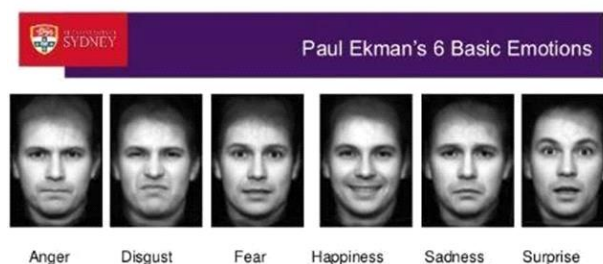 SYDNEY
Paul Ekman's 6 Basic Emotions
Anger Disgust Fear Happiness Sadness Surprise